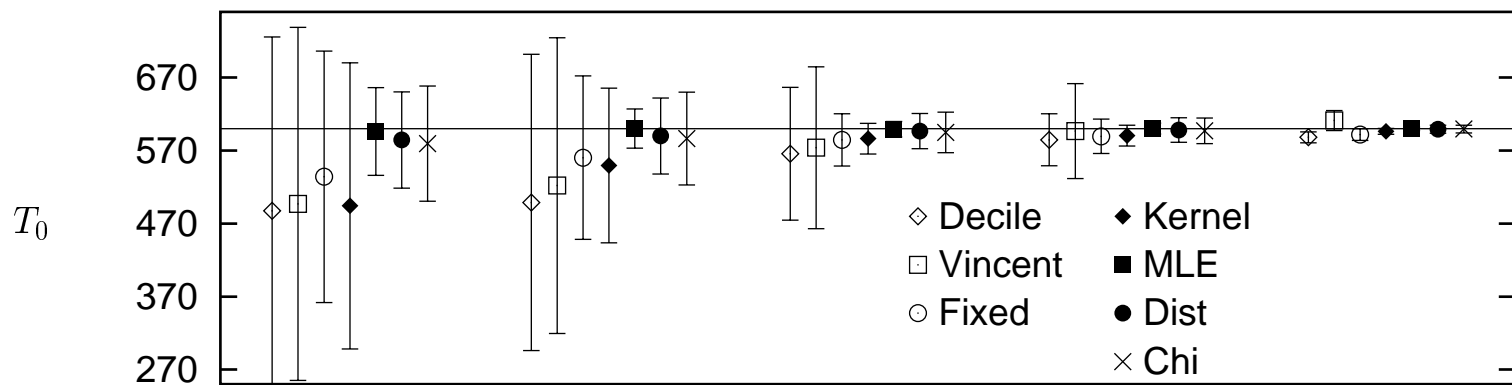 670
570
T₀
470
370
270
Decile
Kernel
Vincent
MLE
Fixed
Dist
Chi